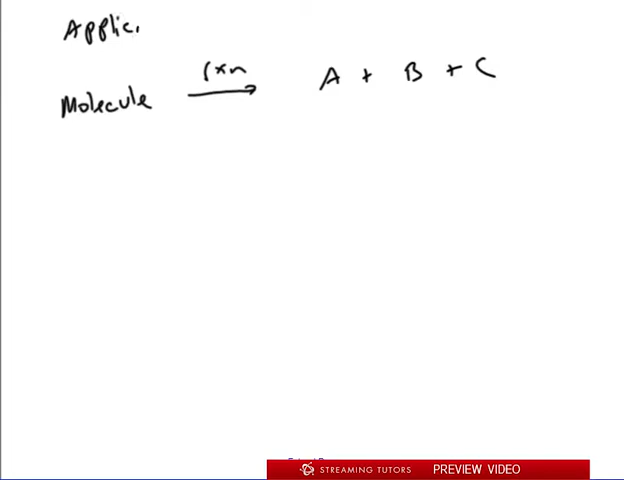 Applic.
Molecule rxn A + B + C
STREAMING TUTORS PREVIEW VIDEO